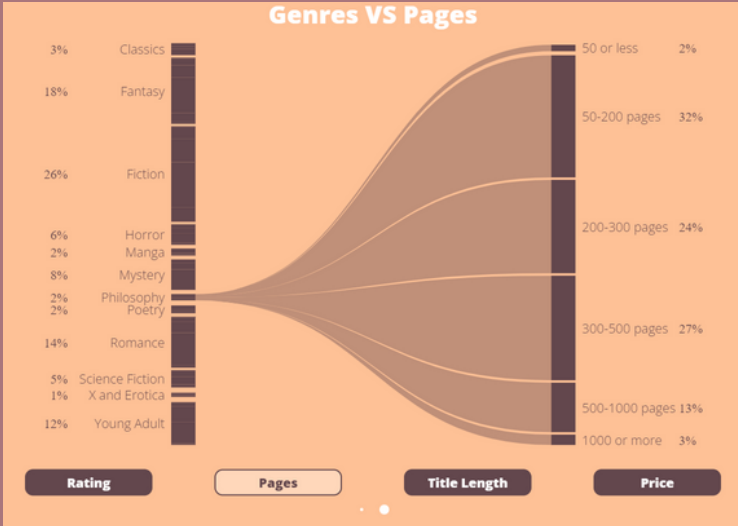 Genres VS Pages
3% Classics
18% Fantasy
26% Fiction
6% Horror
2% Manga
8% Mystery
2% Philosophy
2% Poetry
14% Romance
5% Science Fiction
1% X and Erotica
12% Young Adult
50 or less 2%
50-200 pages 32%
200-300 pages 24%
300-500 pages 27%
500-1000 pages 13%
1000 or more 3%
Rating Pages Title Length Price